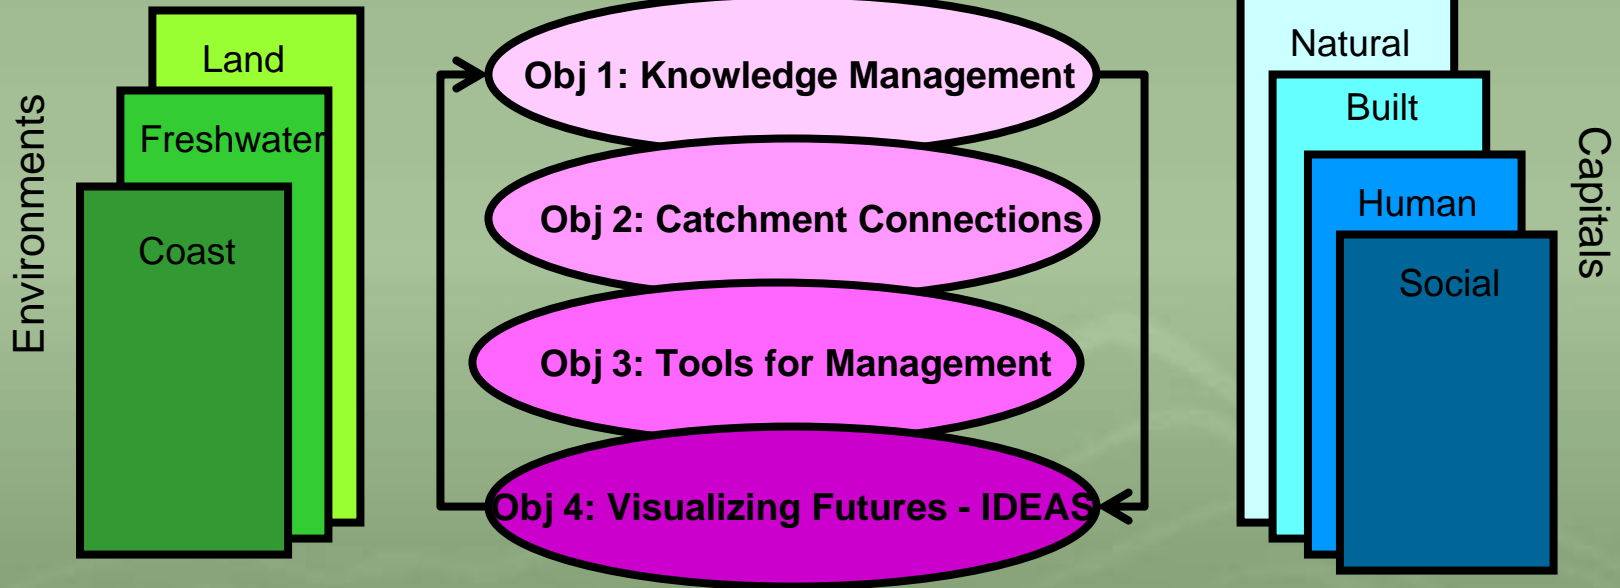 Environments
Land
Freshwater
Coast
Obj 1: Knowledge Management
Obj 2: Catchment Connections
Obj 3: Tools for Management
Obj 4: Visualizing Futures - IDEAS
Natural
Built
Human
Social
Capitals